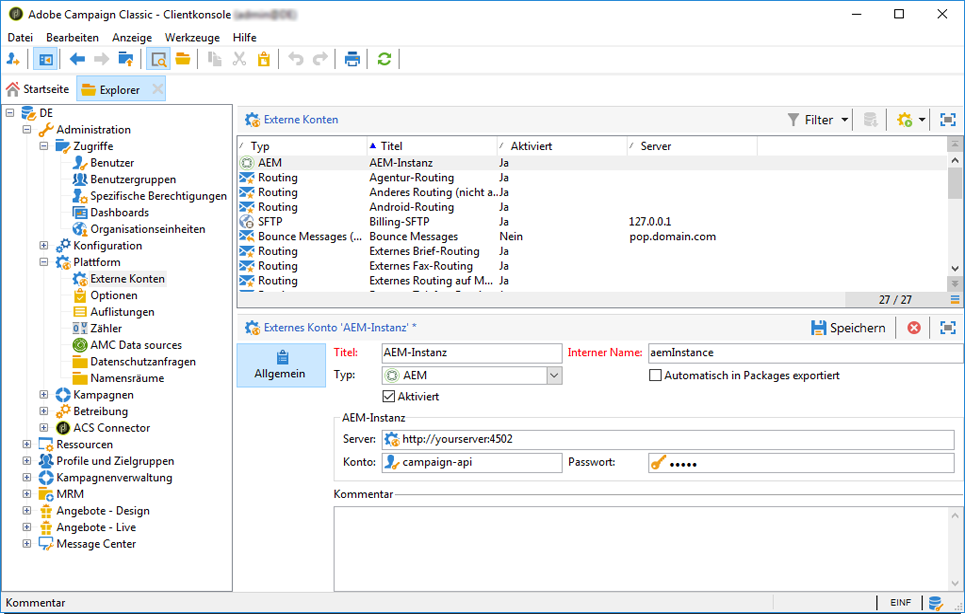 Adobe Campaign Classic - Clientkonsole
Datei Bearbeiten Anzeige Werkzeuge Hilfe
Startseite Explorer
DE
Administration
Zugriffe
Benutzer
Benutzergruppen
Spezifische Berechtigungen
Dashboards
Organisationseinheiten
Konfiguration
Plattform
Externe Konten
Optionen
Auflistungen
Zähler
AMC Data sources
Datenschutzanfragen
Namensräume
Kampagnen
Betreibung
ACS Connector
Ressourcen
Profile und Zielgruppen
Kampagnenverwaltung
MRM
Angebote - Design
Angebote - Live
Message Center
Externe Konten Filter
Typ Titel Aktiviert Server
AEM AEM-Instanz Ja
Routing Agentur-Routing Ja
Routing Anderes Routing (nicht a... Ja
Routing Android-Routing Ja
SFTP Billing-SFTP Ja 127.0.0.1
Bounce Messages (... Bounce Messages Nein pop.domain.com
Routing Externes Brief-Routing Ja
Routing Externes Fax-Routing Ja
Routing Externes Routing auf M... Ja
27 / 27
Externes Konto 'AEM-Instanz' * Speichern
Allgemein
Titel: AEM-Instanz Interner Name: aemInstance
Typ: AEM Automatisch in Packages exportiert
Aktiviert
AEM-Instanz
Server: http://yourserver:4502
Konto: campaign-api Passwort: •••••
Kommentar
Kommentar EINF